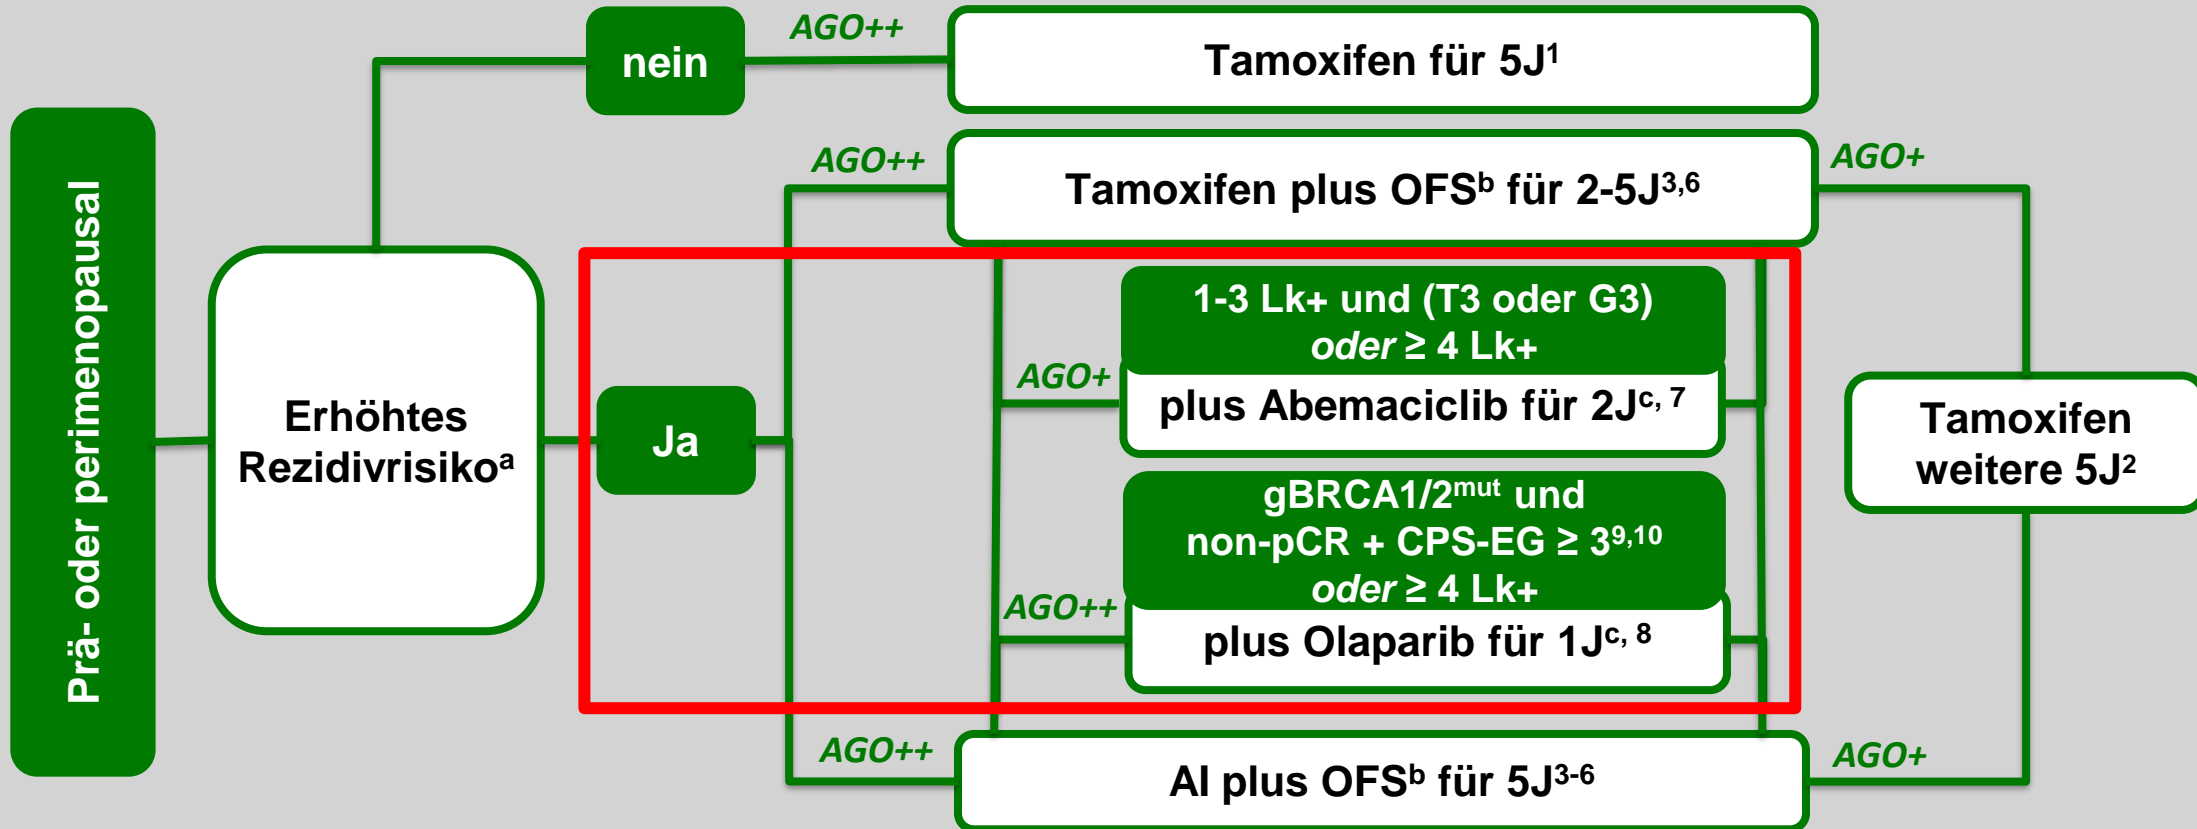 Prä- oder perimenopausal
Erhöhtes
Rezidivrisikoᵃ
nein
AGO++
Tamoxifen für 5J¹
Ja
AGO++
Tamoxifen plus OFSᵇ für 2-5J³,⁶
AGO+
1-3 Lk+ und (T3 oder G3)
oder ≥ 4 Lk+
AGO+
plus Abemaciclib für 2Jᶜ, ⁷
gBRCA1/2ᵐᵘᵗ und
non-pCR + CPS-EG ≥ 3⁹,¹⁰
oder ≥ 4 Lk+
AGO++
plus Olaparib für 1Jᶜ, ⁸
AGO++
AI plus OFSᵇ für 5J³⁻⁶
AGO+
Tamoxifen
weitere 5J²